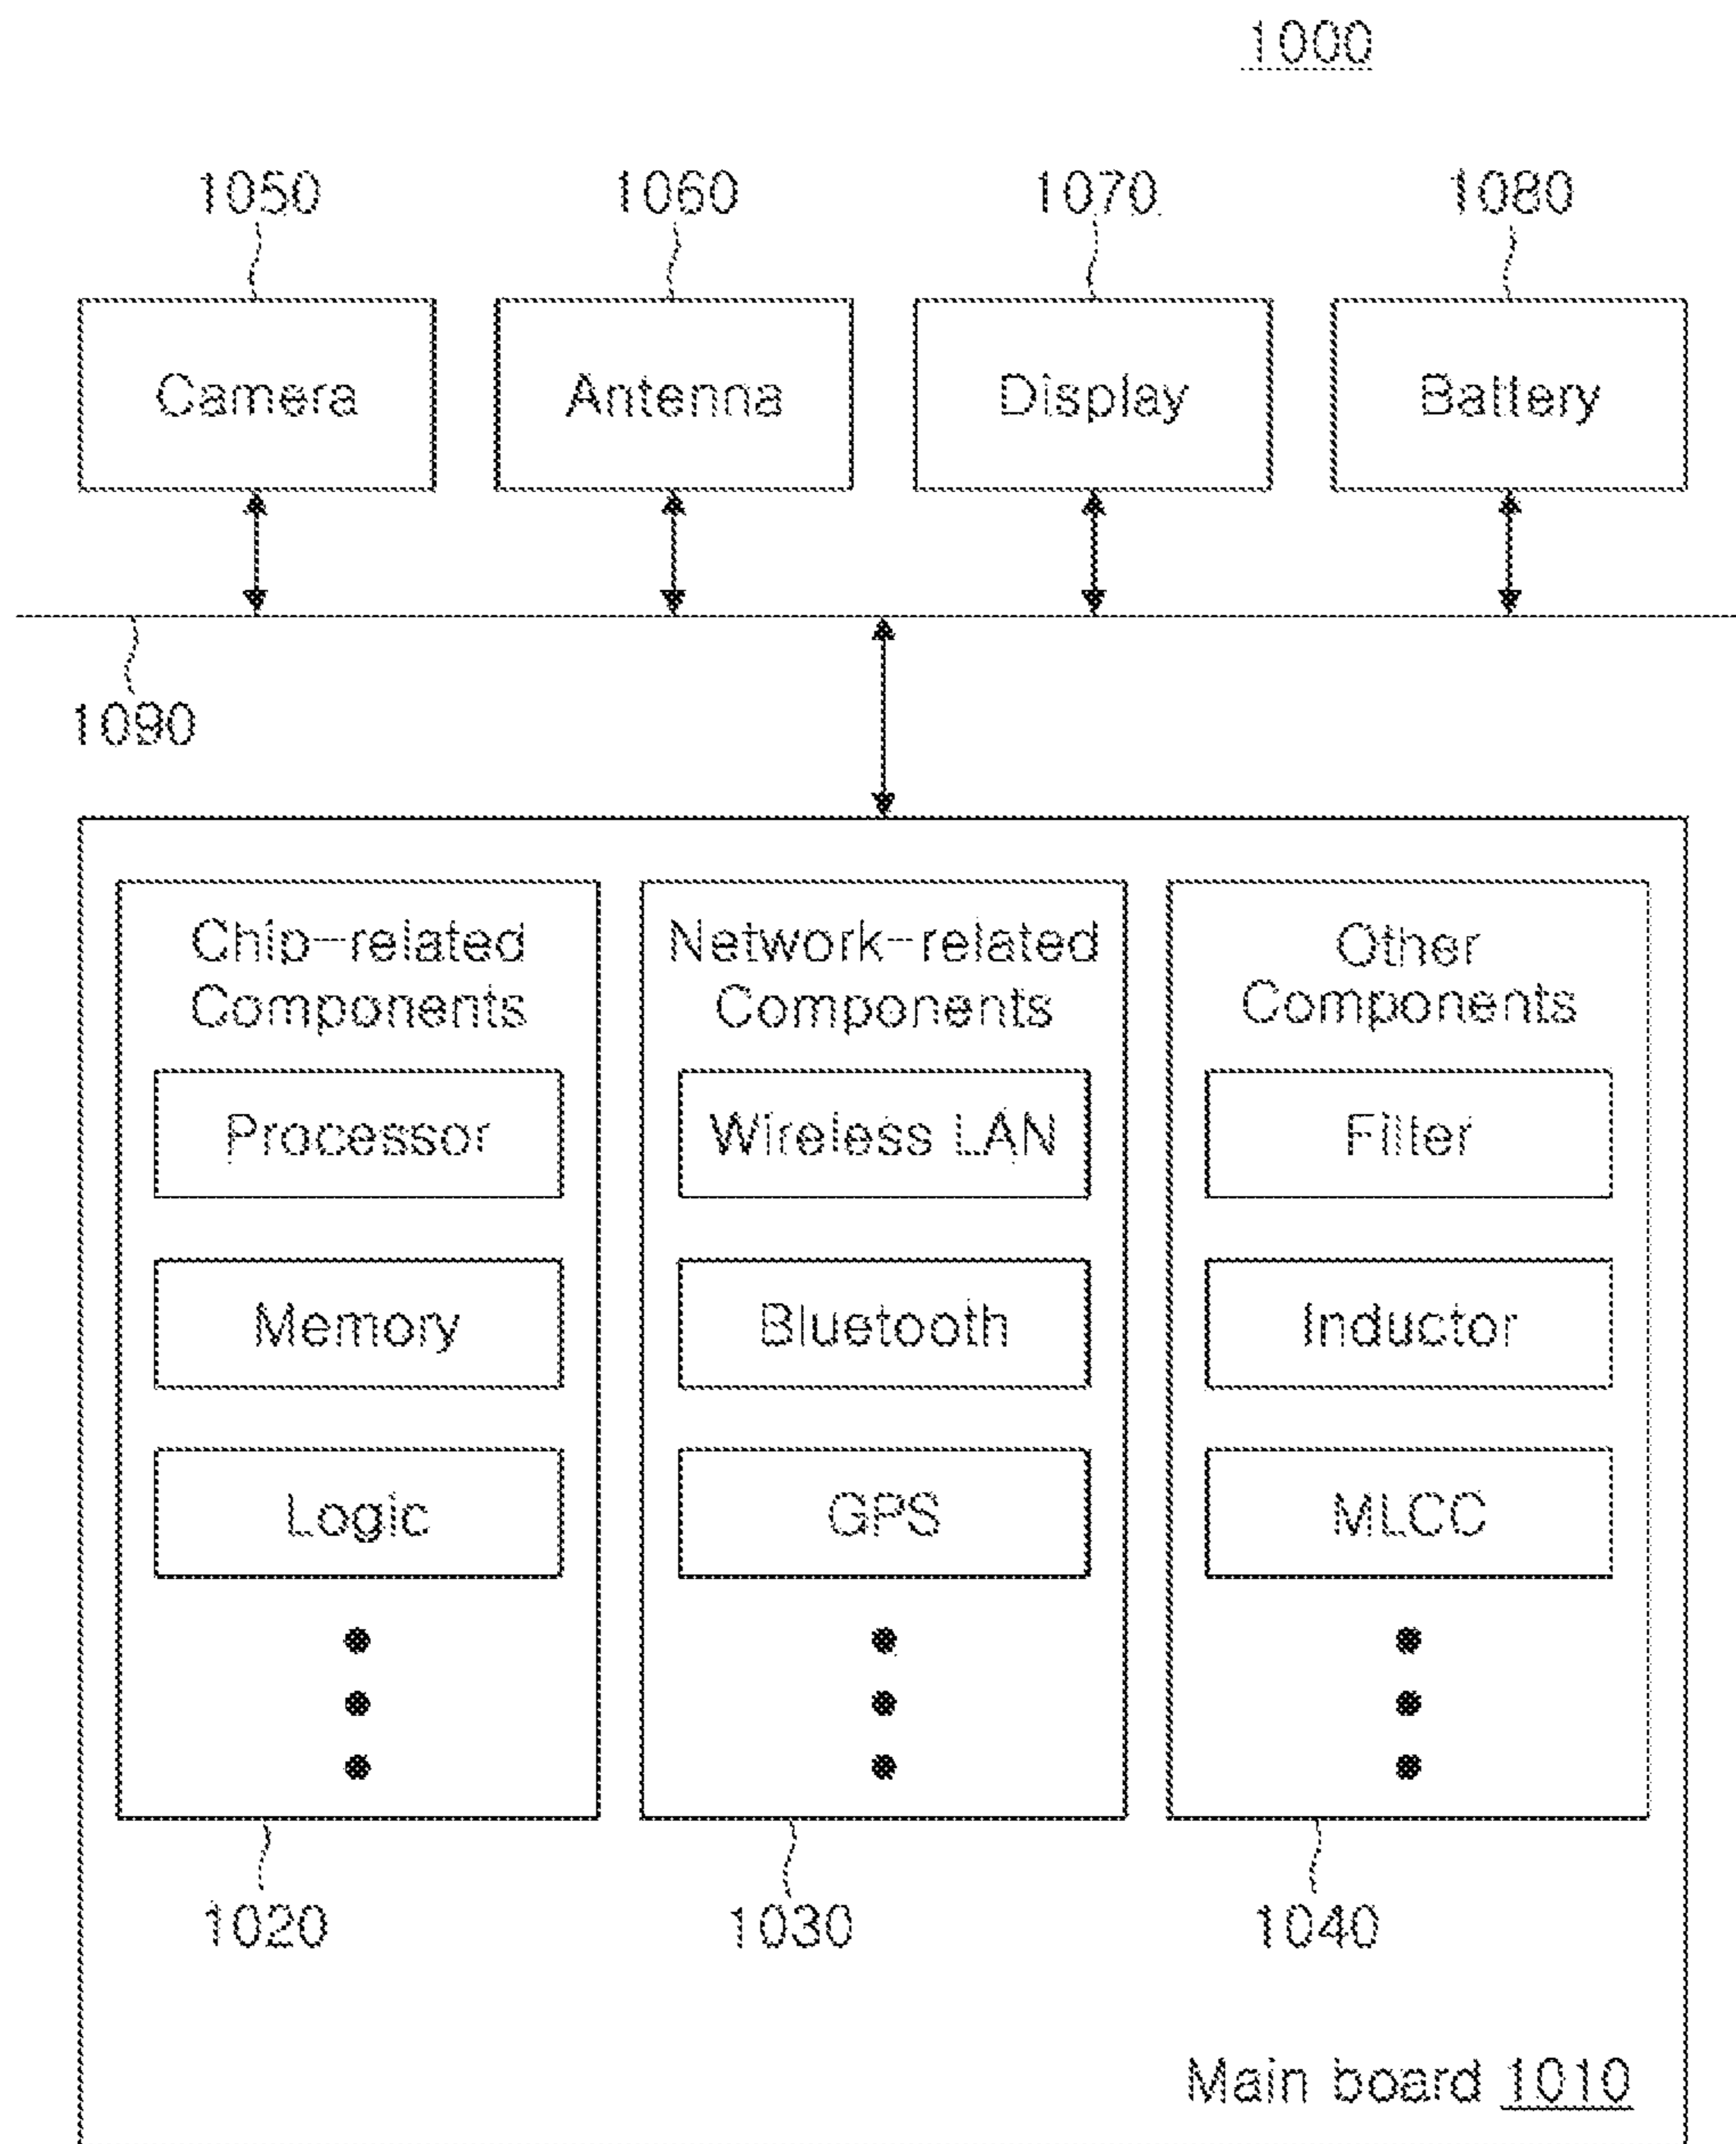 1000
1050
1060
1070
1080
Camera
Antenna
Display
Battery
1090
Chip-related
Components
Processor
Memory
Logic
Network-related
Components
Wireless LAN
Bluetooth
GPS
Other
Components
Filter
Inductor
MLCC
1020
1030
1040
Main board 1010